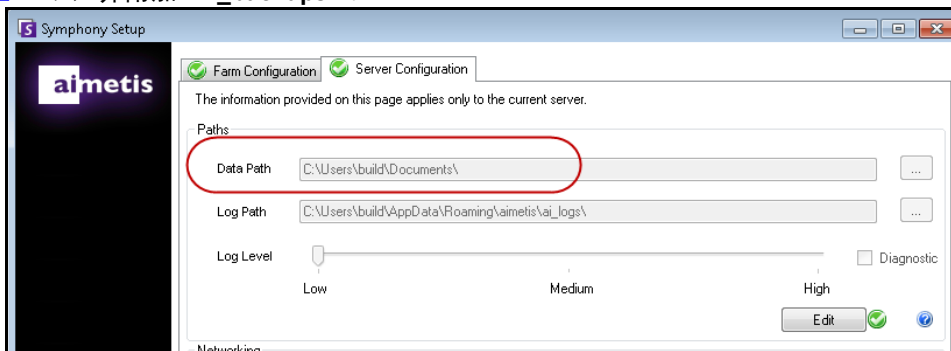 Symphony Setup
aimetis
Farm Configuration
Server Configuration
The information provided on this page applies only to the current server.
Paths
Data Path
C:\Users\build\Documents\
...
Log Path
C:\Users\build\AppData\Roaming\aimetis\ai_logs\
...
Log Level
Diagnostic
Low
Medium
High
Edit
Networking